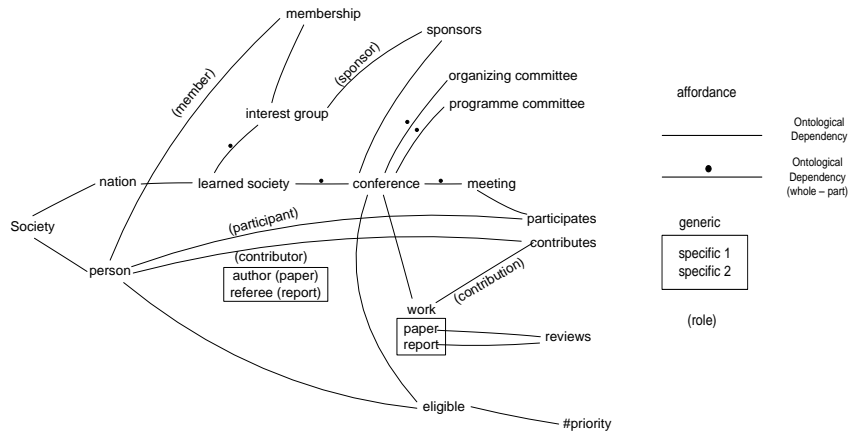 membership
sponsors
(member)
(sponsor)
organizing committee
programme committee
interest group
nation
learned society
conference
meeting
Society
(participant)
participates
(contributor)
contributes
person
author (paper)
referee (report)
(contribution)
work
paper
report
reviews
eligible
#priority
affordance
Ontological
Dependency
Ontological
Dependency
(whole – part)
generic
specific 1
specific 2
(role)